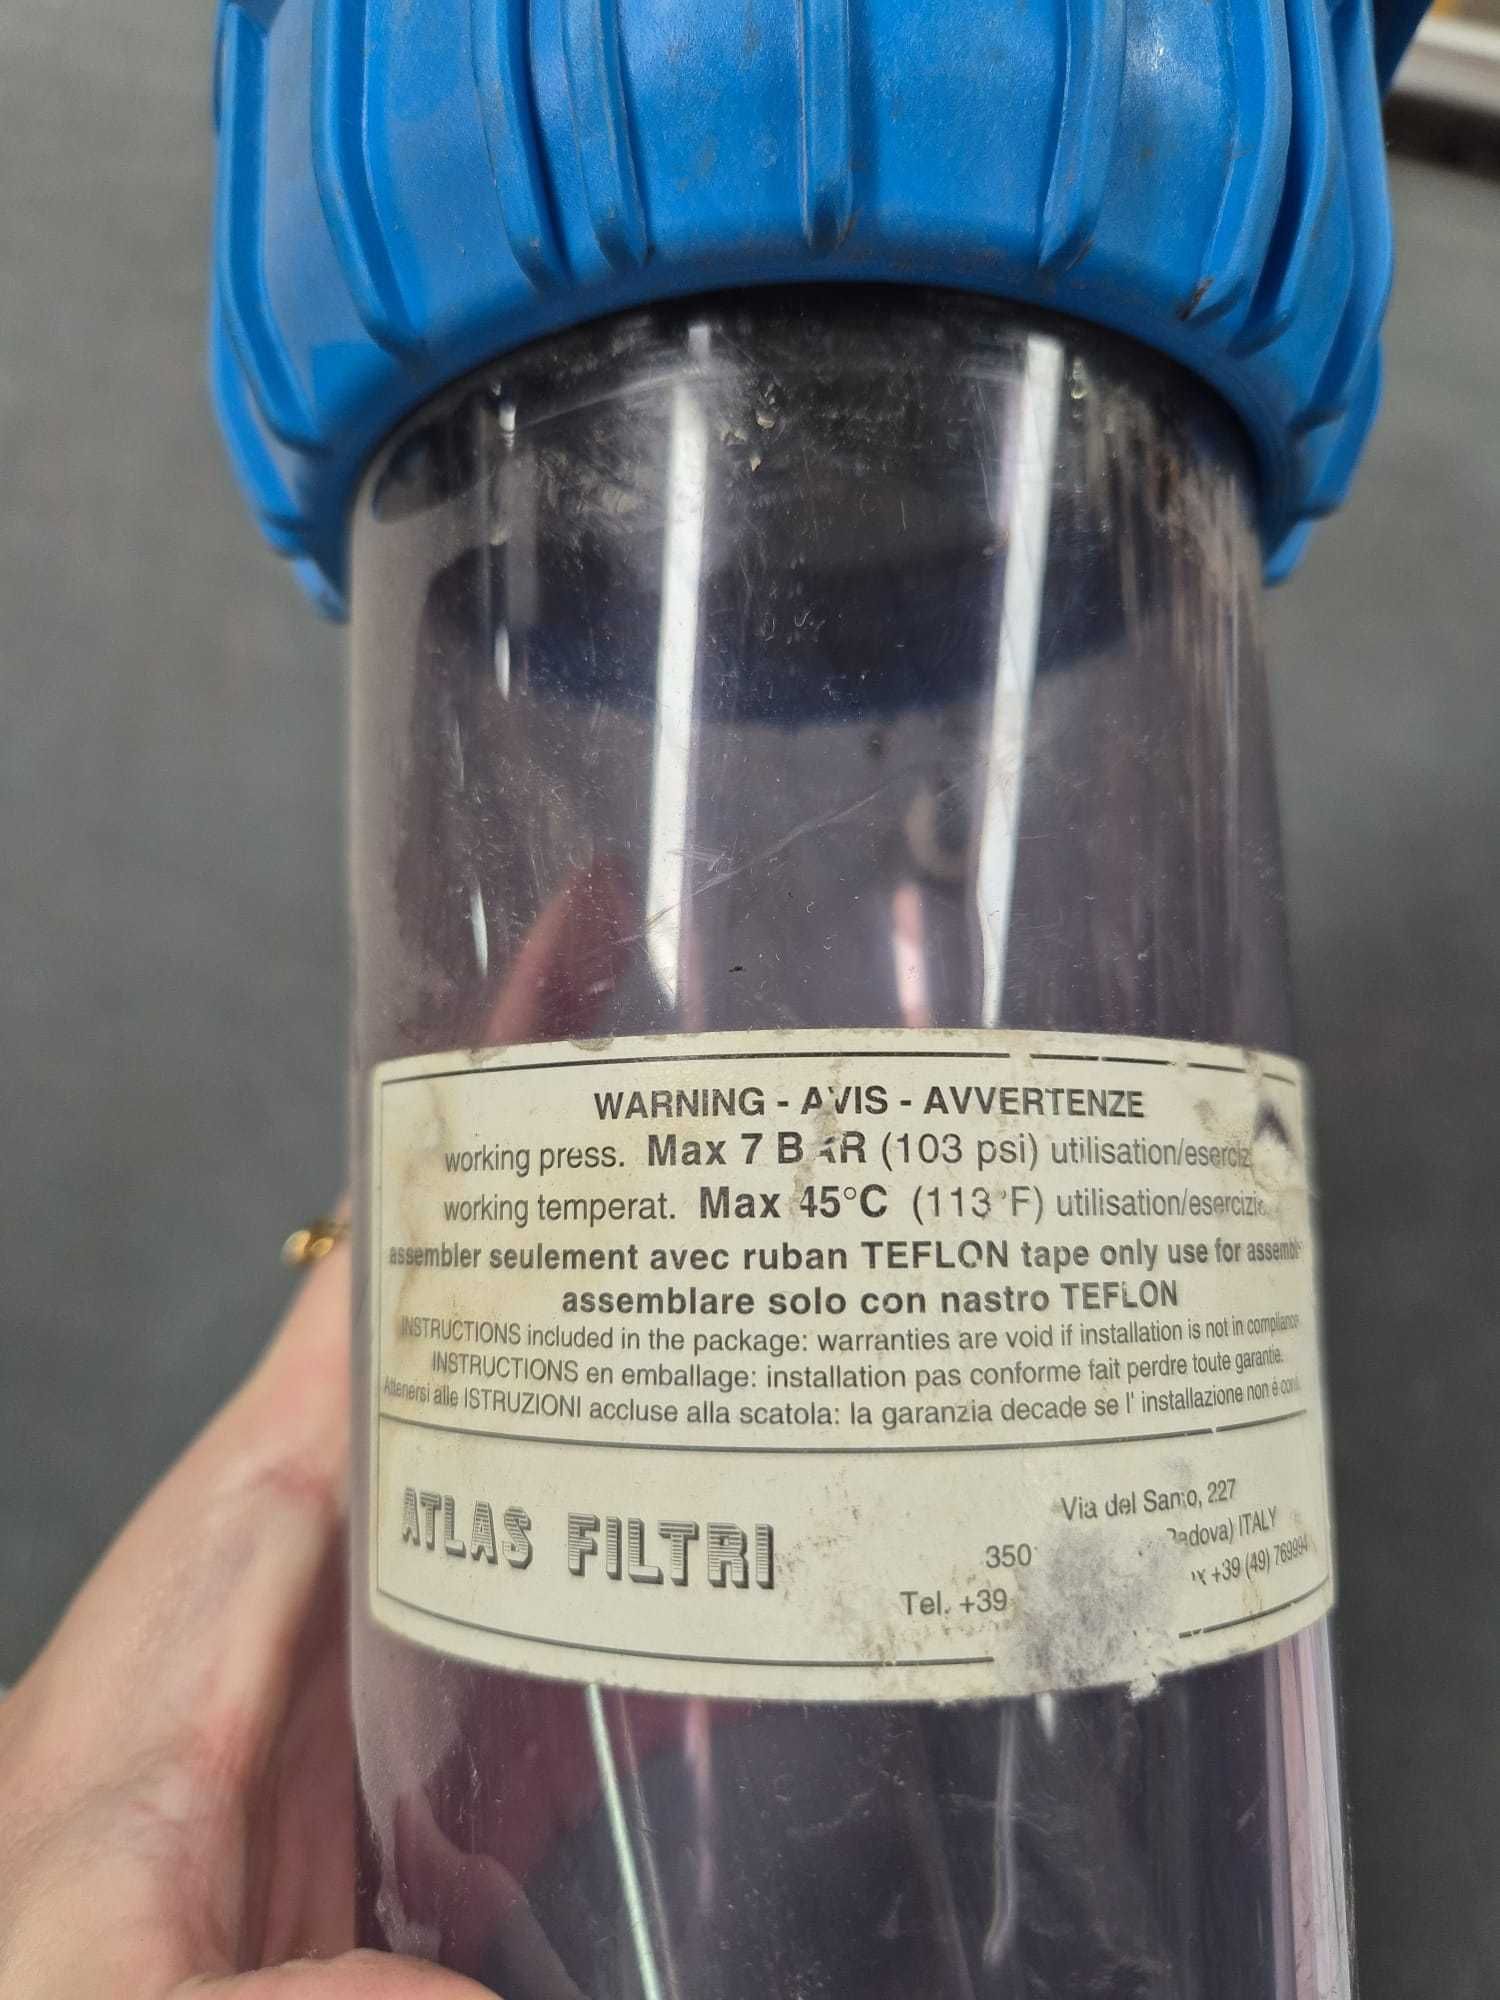 WARNING - AVIS - AVVERTENZE
working press. Max 7 BAR (103 psi) utilisation/eserciz
working temperat. Max 45°C (113°F) utilisation/esercizio
assembler seulement avec ruban TEFLON tape only use for assemb
assemblare solo con nastro TEFLON
INSTRUCTIONS included in the package: warranties are void if installation is not in compliance
INSTRUCTIONS en emballage: installation pas conforme fait perdre toute garantie.
Attenersi alle ISTRUZIONI accluse alla scatola: la garanzia decade se l' installazione non é
ATLAS FILTRI
Via del Santo, 227
350 Padova) ITALY
Tel. +39 +39 (49) 769994